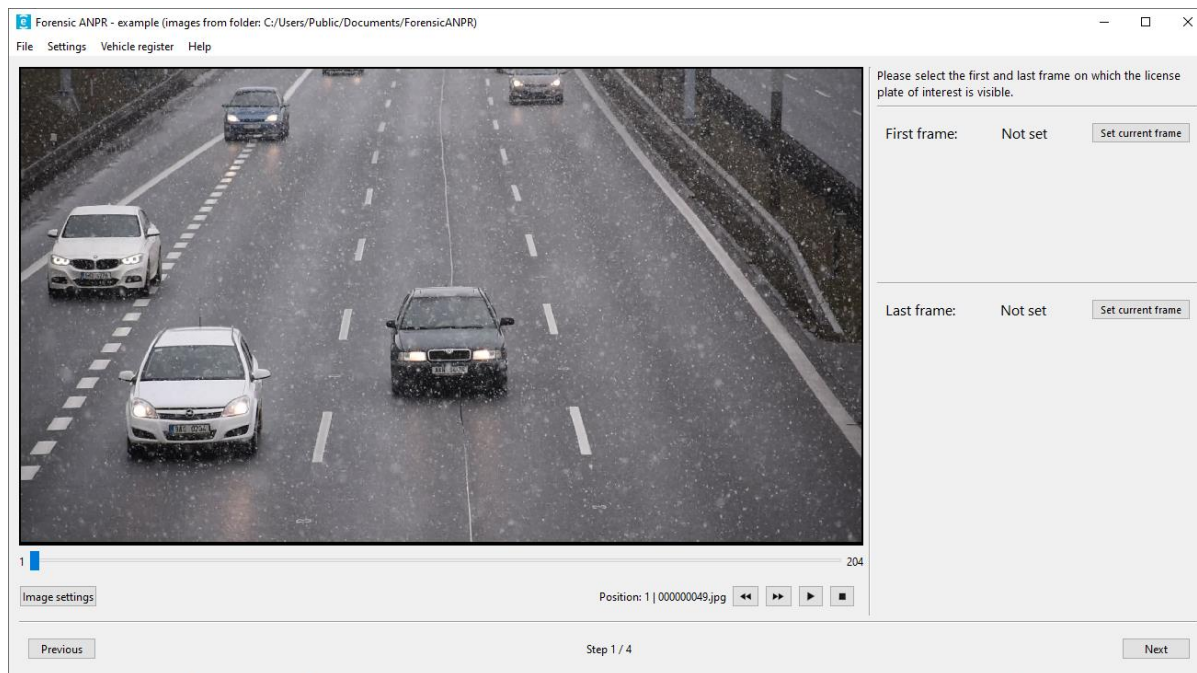 Forensic ANPR - example (images from folder: C:/Users/Public/Documents/ForensicANPR)
File Settings Vehicle register Help
Please select the first and last frame on which the license
plate of interest is visible.
First frame: Not set Set current frame
Last frame: Not set Set current frame
1 204
Image settings Position: 1 | 000000049.jpg
Previous Step 1 / 4 Next